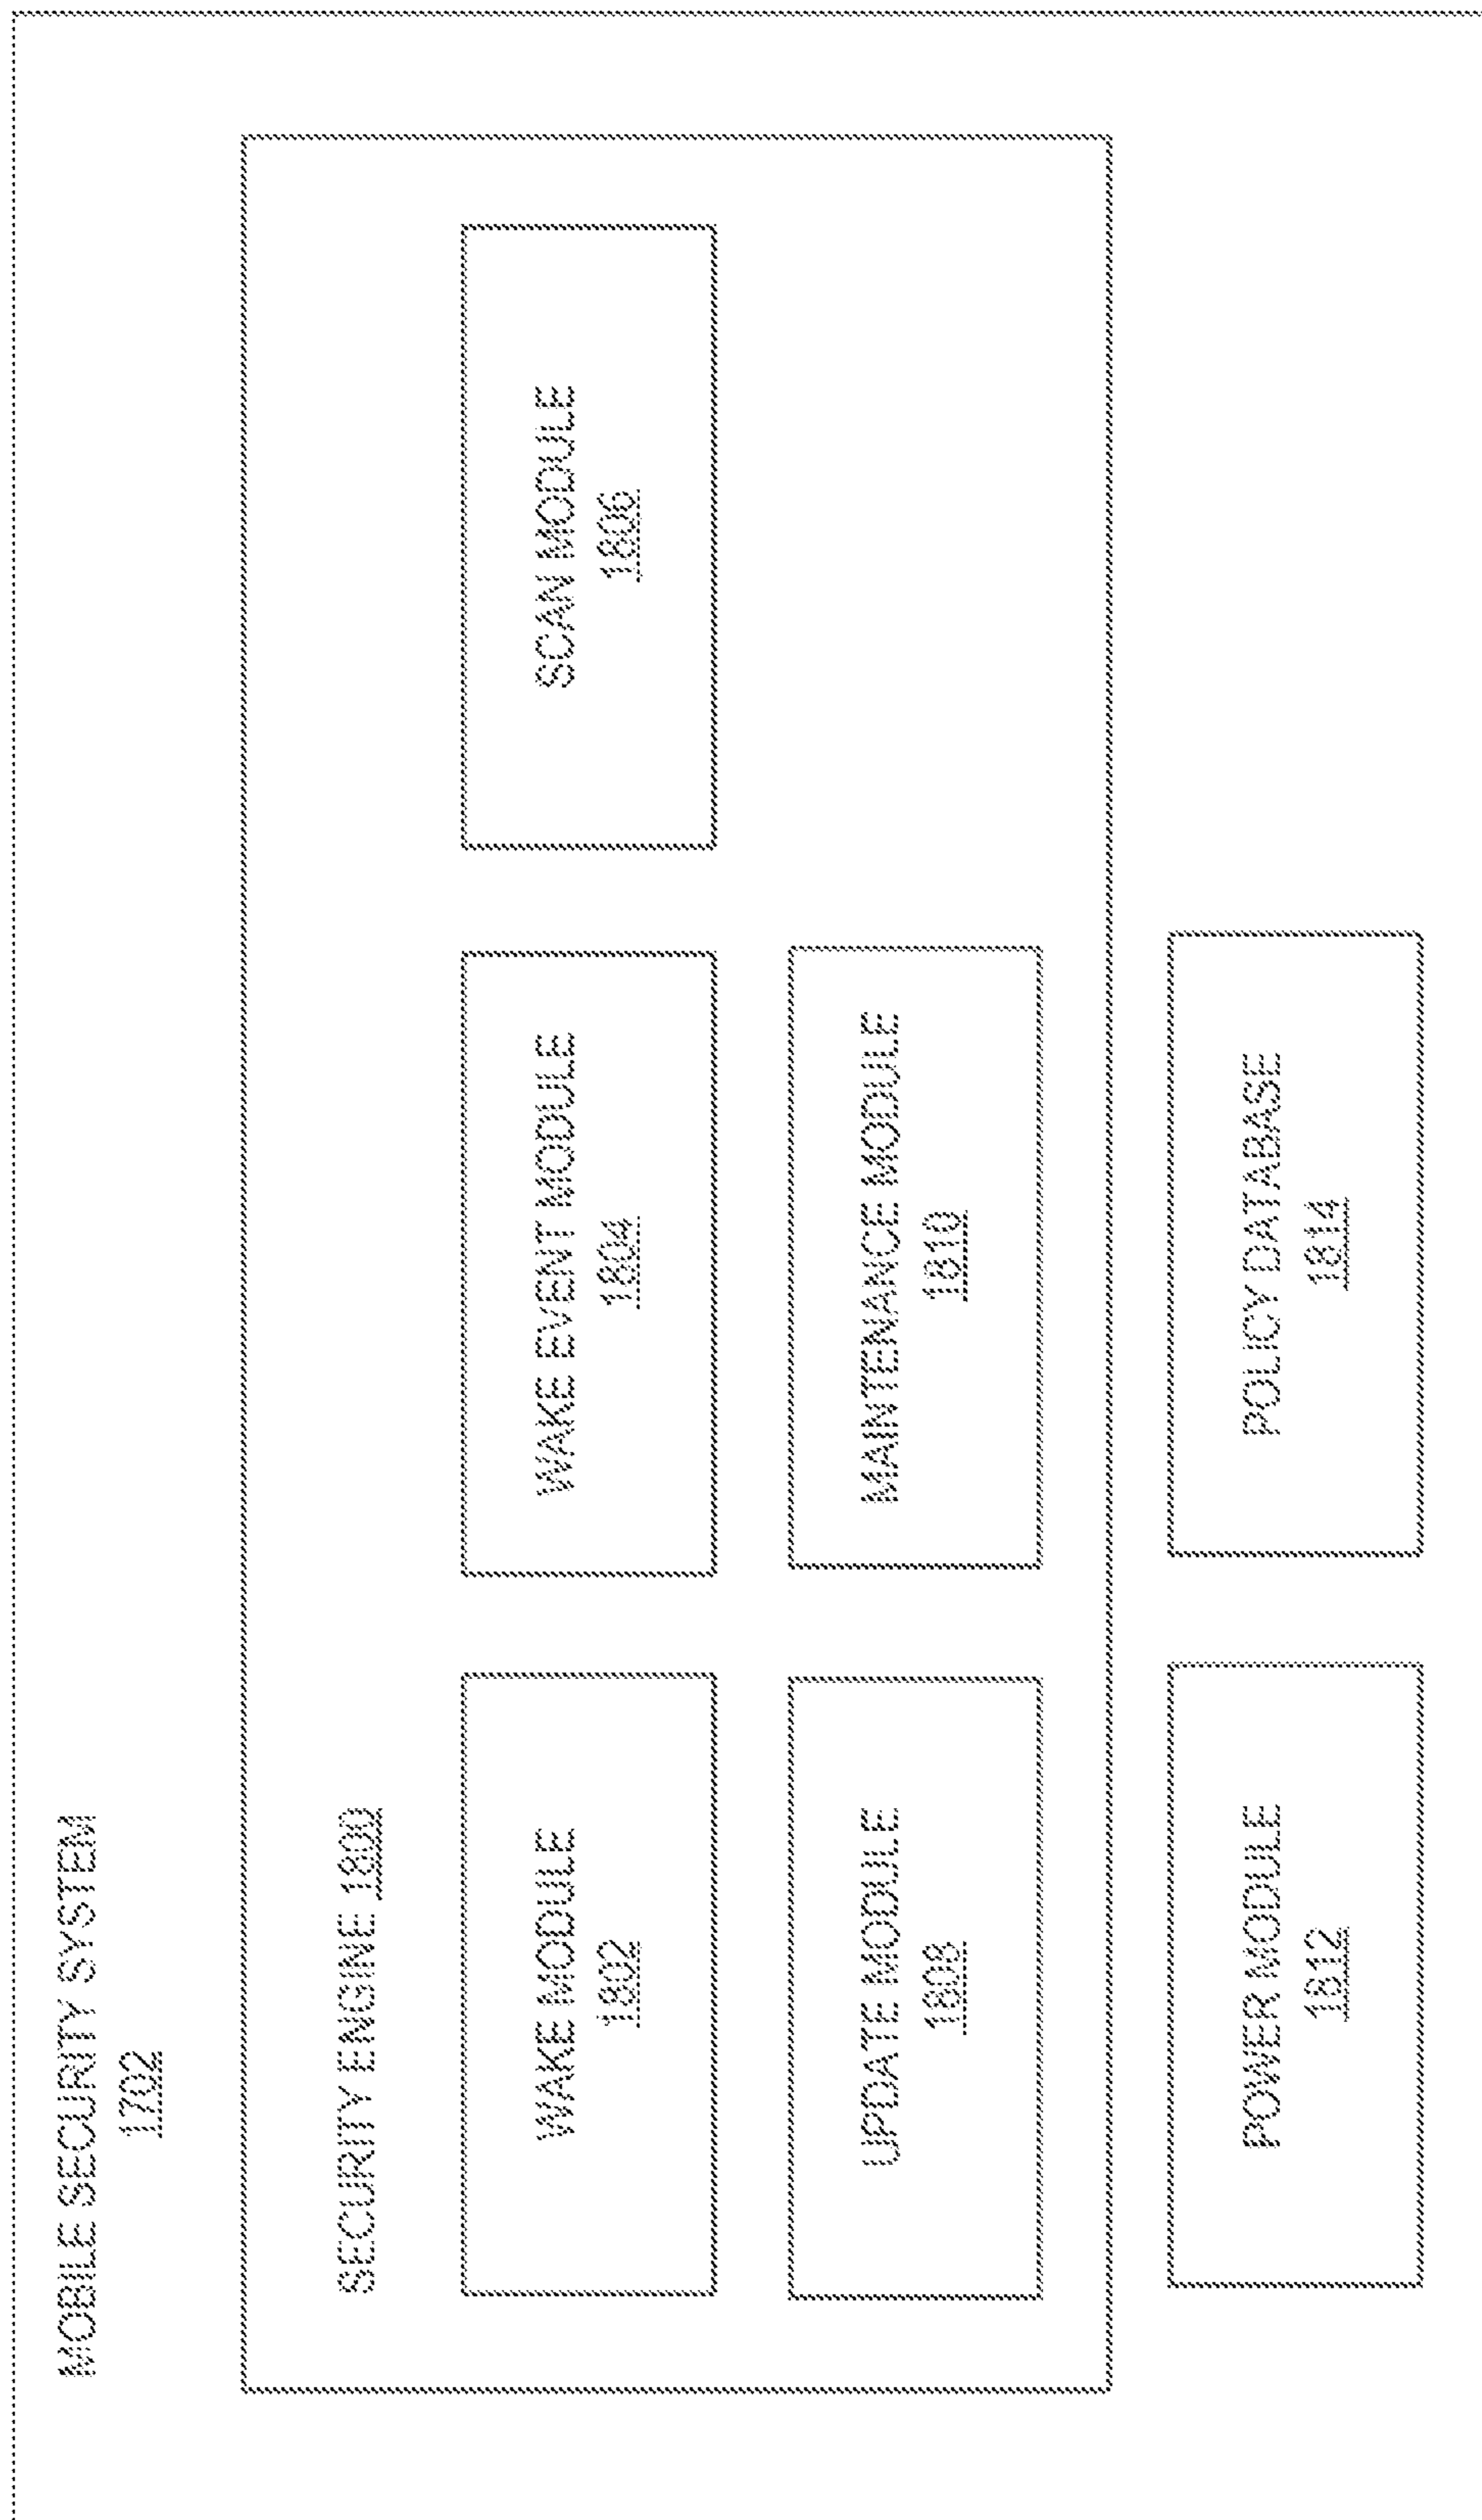 MOBILE SECURITY SYSTEM
1702
SECURITY ENGINE 1800
WAKE MODULE
1802
WAKE EVENT MODULE
1804
SCAN MODULE
1806
UPDATE MODULE
1808
MAINTENANCE MODULE
1810
POWER MODULE
1812
POLICY DATABASE
1814